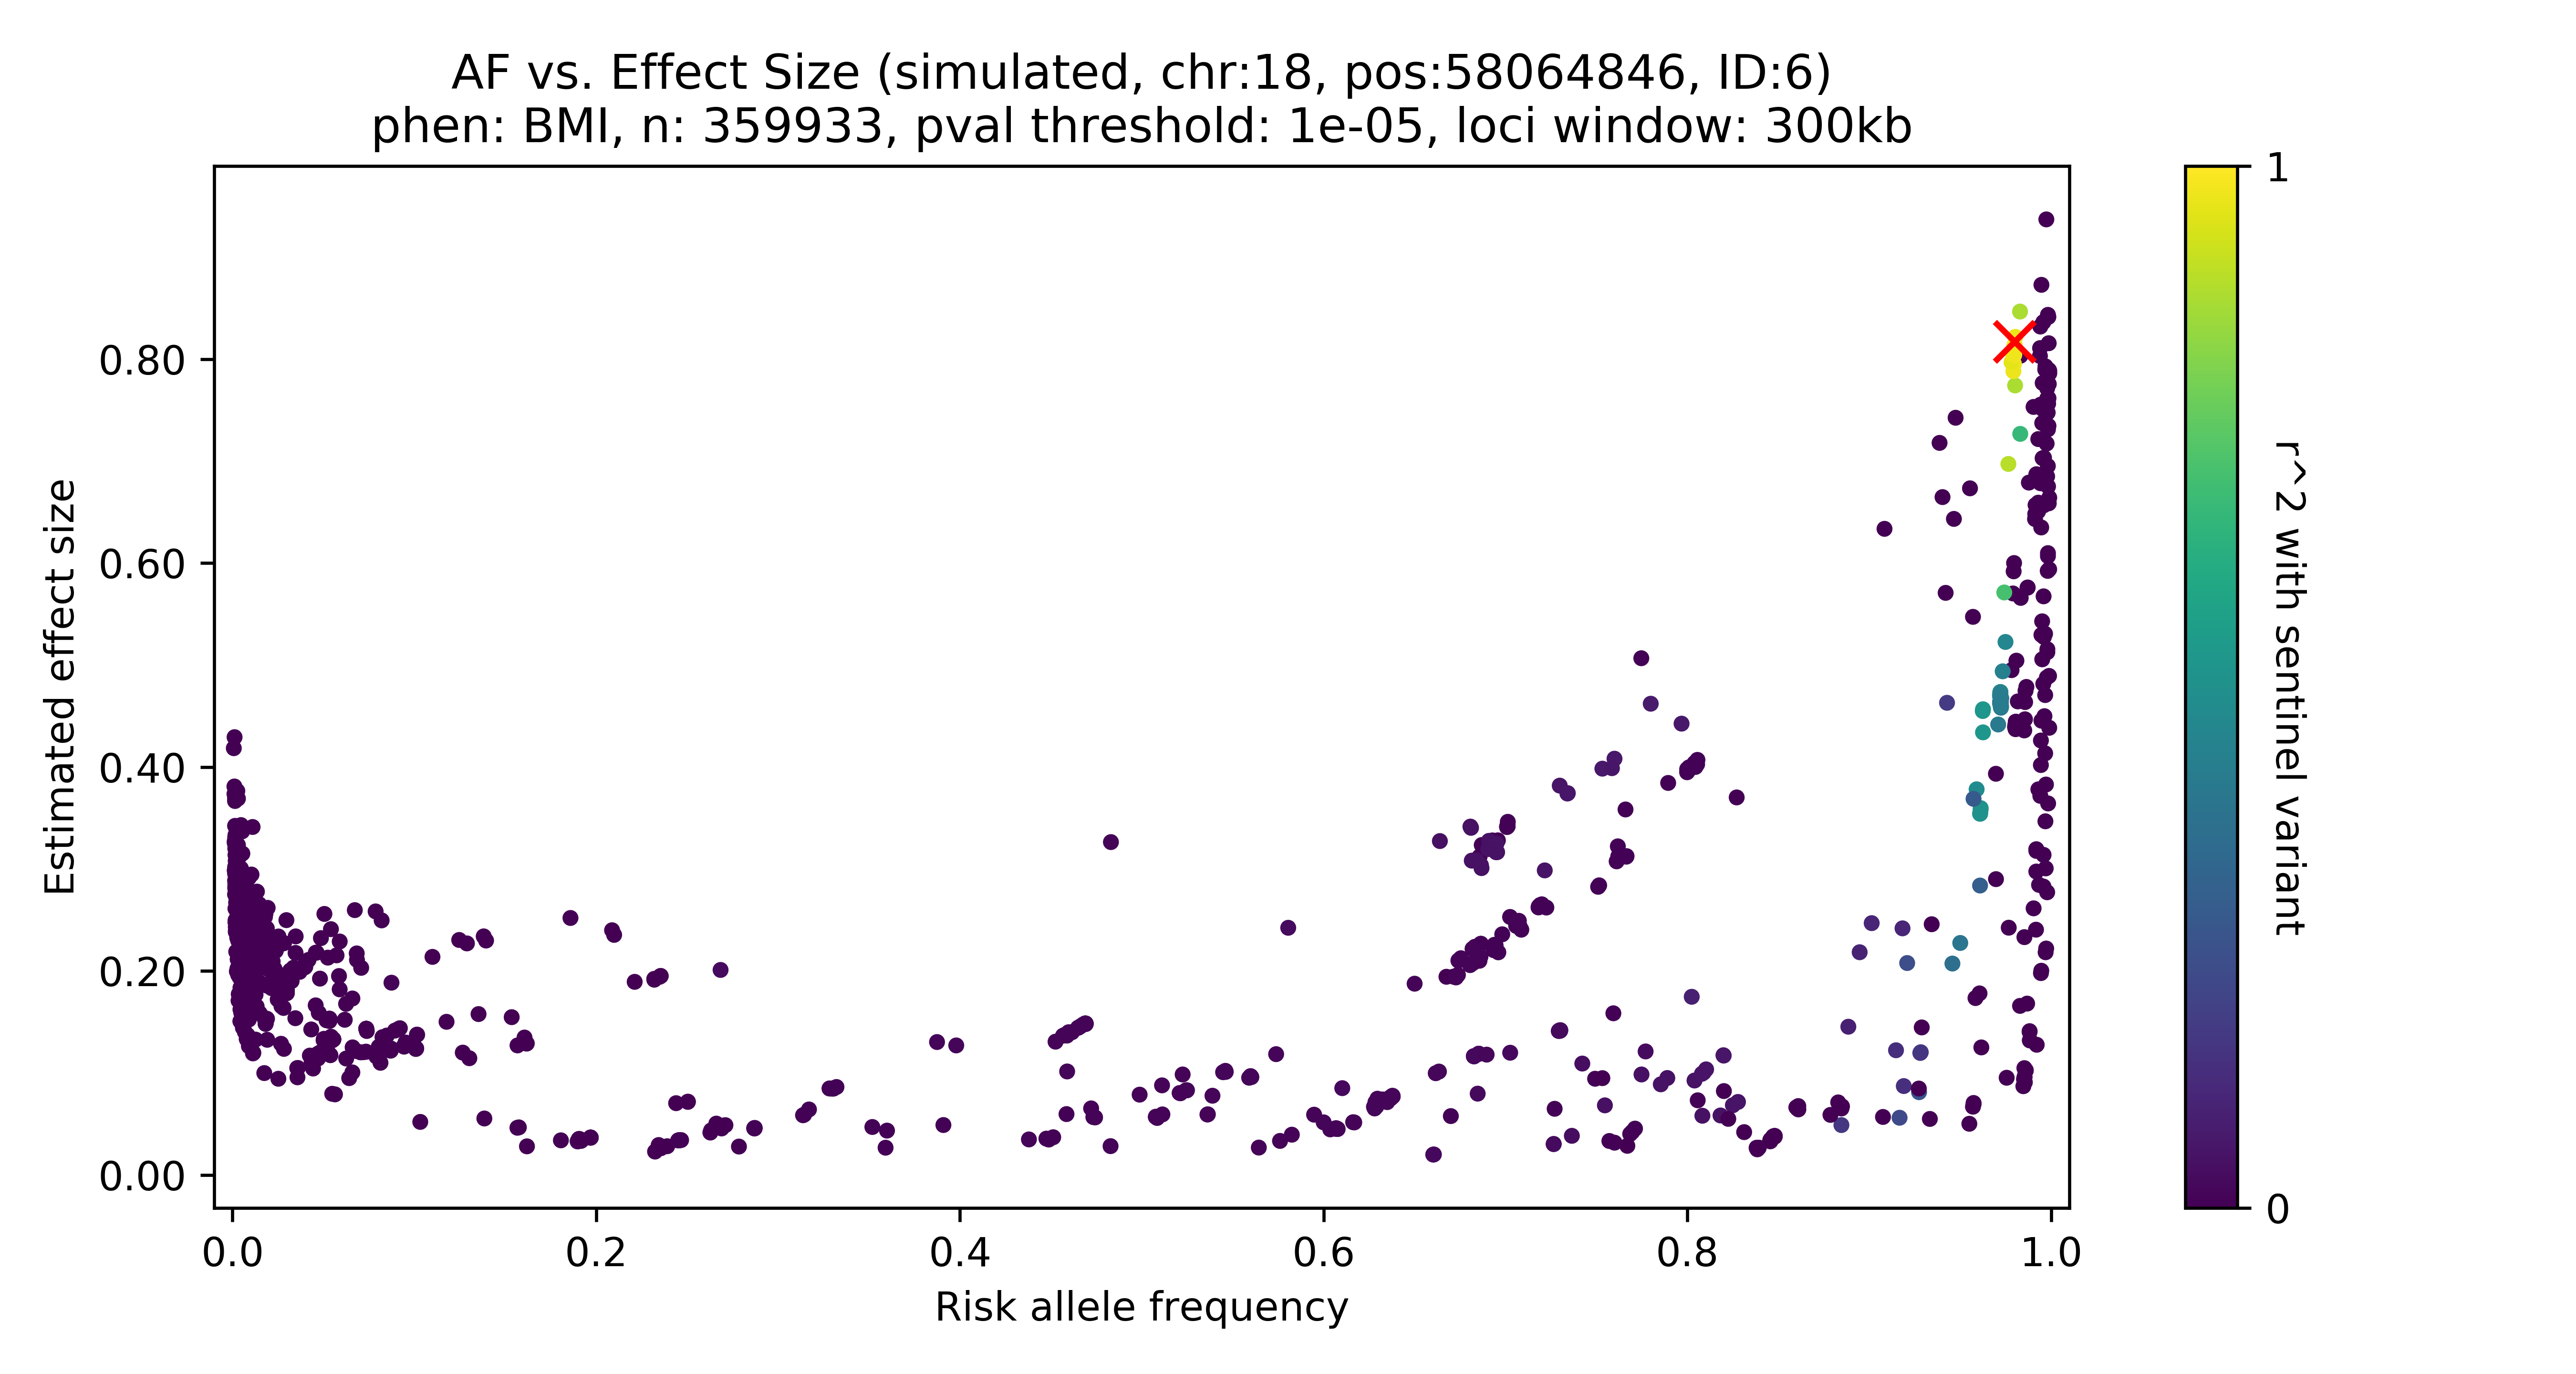 AF vs. Effect Size (simulated, chr:18, pos:58064846, ID:6)
phen: BMI, n: 359933, pval threshold: 1e-05, loci window: 300kb
Estimated effect size
0.80
0.60
0.40
0.20
0.00
0.0
0.2
0.4
0.6
0.8
1.0
Risk allele frequency
1
0
r^2 with sentinel variant